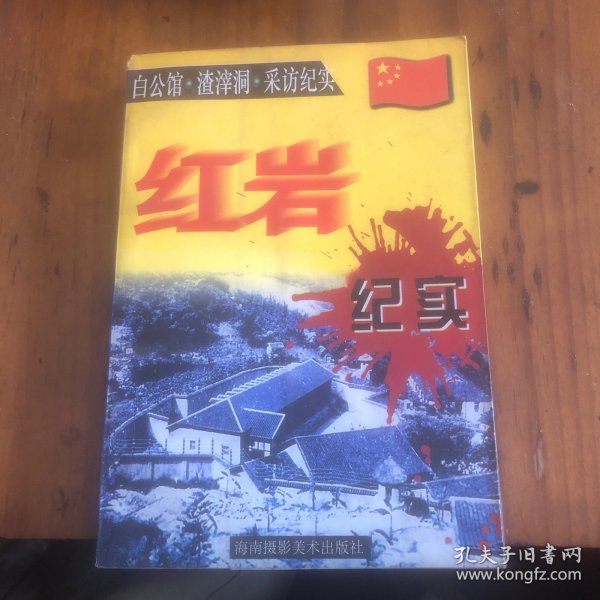 白公馆·渣滓洞·采访纪实
红岩
纪实
海南摄影美术出版社
孔夫子旧书网
www.kongfz.com